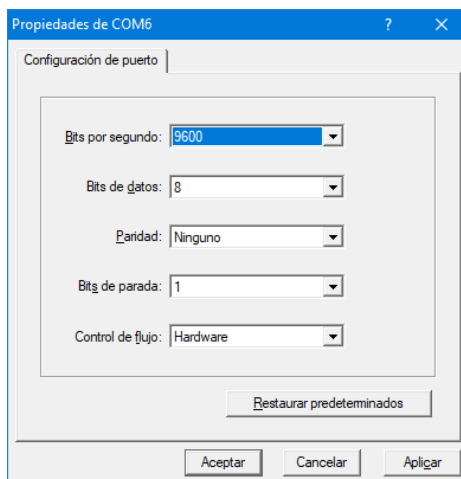 Propiedades de COM6
Configuración de puerto
Bits por segundo: 9600
Bits de datos: 8
Paridad: Ninguno
Bits de parada: 1
Control de flujo: Hardware
Restaurar predeterminados
Aceptar Cancelar Aplicar